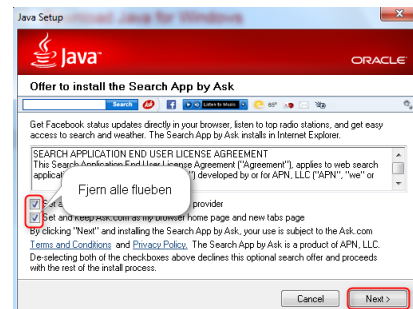 Java Setup
Java
ORACLE
Offer to install the Search App by Ask
Search
Listen to Music
65°
Get Facebook status updates directly in your browser, listen to top radio stations, and get easy
access to search and weather. The Search App by Ask installs in Internet Explorer.
SEARCH APPLICATION END USER LICENSE AGREEMENT
This Search Application End User License Agreement ("Agreement"), applies to web search
applicati ") developed by or for APN, LLC ("APN", "we" or
Fjern alle flueben
Set a provider
Set and keep Ask.com as my browser home page and new tabs page
By clicking "Next" and installing the Search App by Ask, your use is subject to the Ask.com
Terms and Conditions and Privacy Policy. The Search App by Ask is a product of APN, LLC.
De-selecting both of the checkboxes above declines this optional search offer and proceeds
with the rest of the install process.
Cancel
Next >